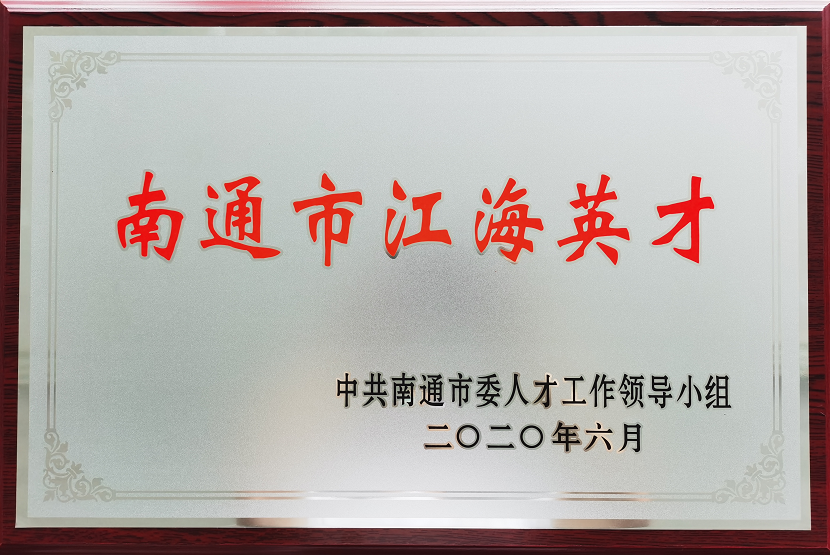 南通市江海英才
中共南通市委人才工作领导小组
二〇二〇年六月